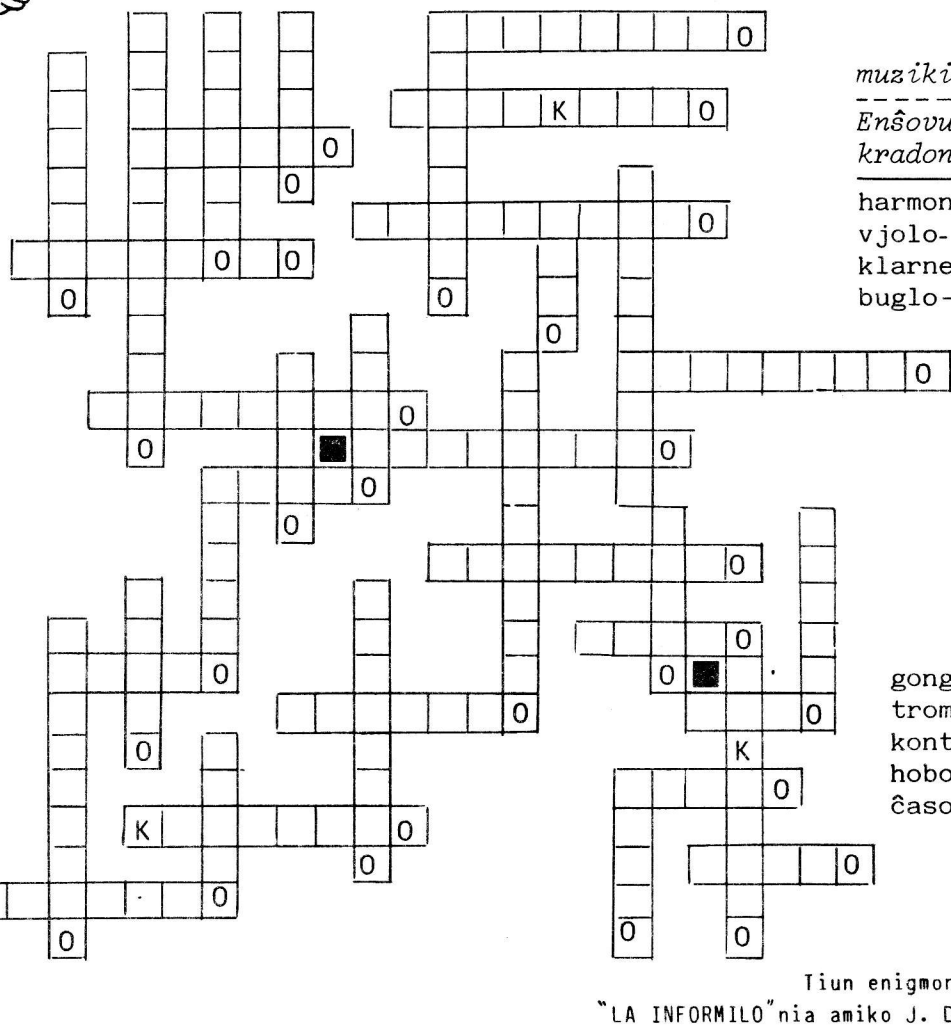 O
muziki
K O
Enŝovu
O
kradon
O
harmon
O
vjolo-
O O
klarne
O O
buglo-
O
O
O
O O
O
O
O
O
O O
gong
O O
trom
O K
kont
hobo
O
ĉaso
K O
O O
O
O O O
Tiun enigmon
"LA INFORMILO" nia amiko J.